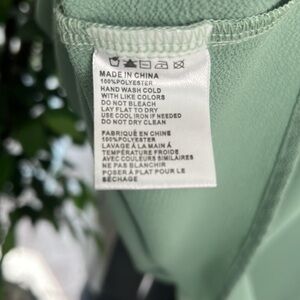 MADE IN CHINA
100%POLYESTER
HAND WASH COLD
WITH LIKE COLORS
DO NOT BLEACH
LAY FLAT TO DRY
USE COOL IRON IF NEEDED
DO NOT DRY CLEAN
FABRIQUÉ EN CHINE
100%POLYESTER
LAVAGE À LA MAIN À
TEMPÉRATURE FROIDE
AVEC COULEURS SIMILAIRES
NE PAS BLANCHIR
POSER À PLAT POUR LE
SÉCHAGE